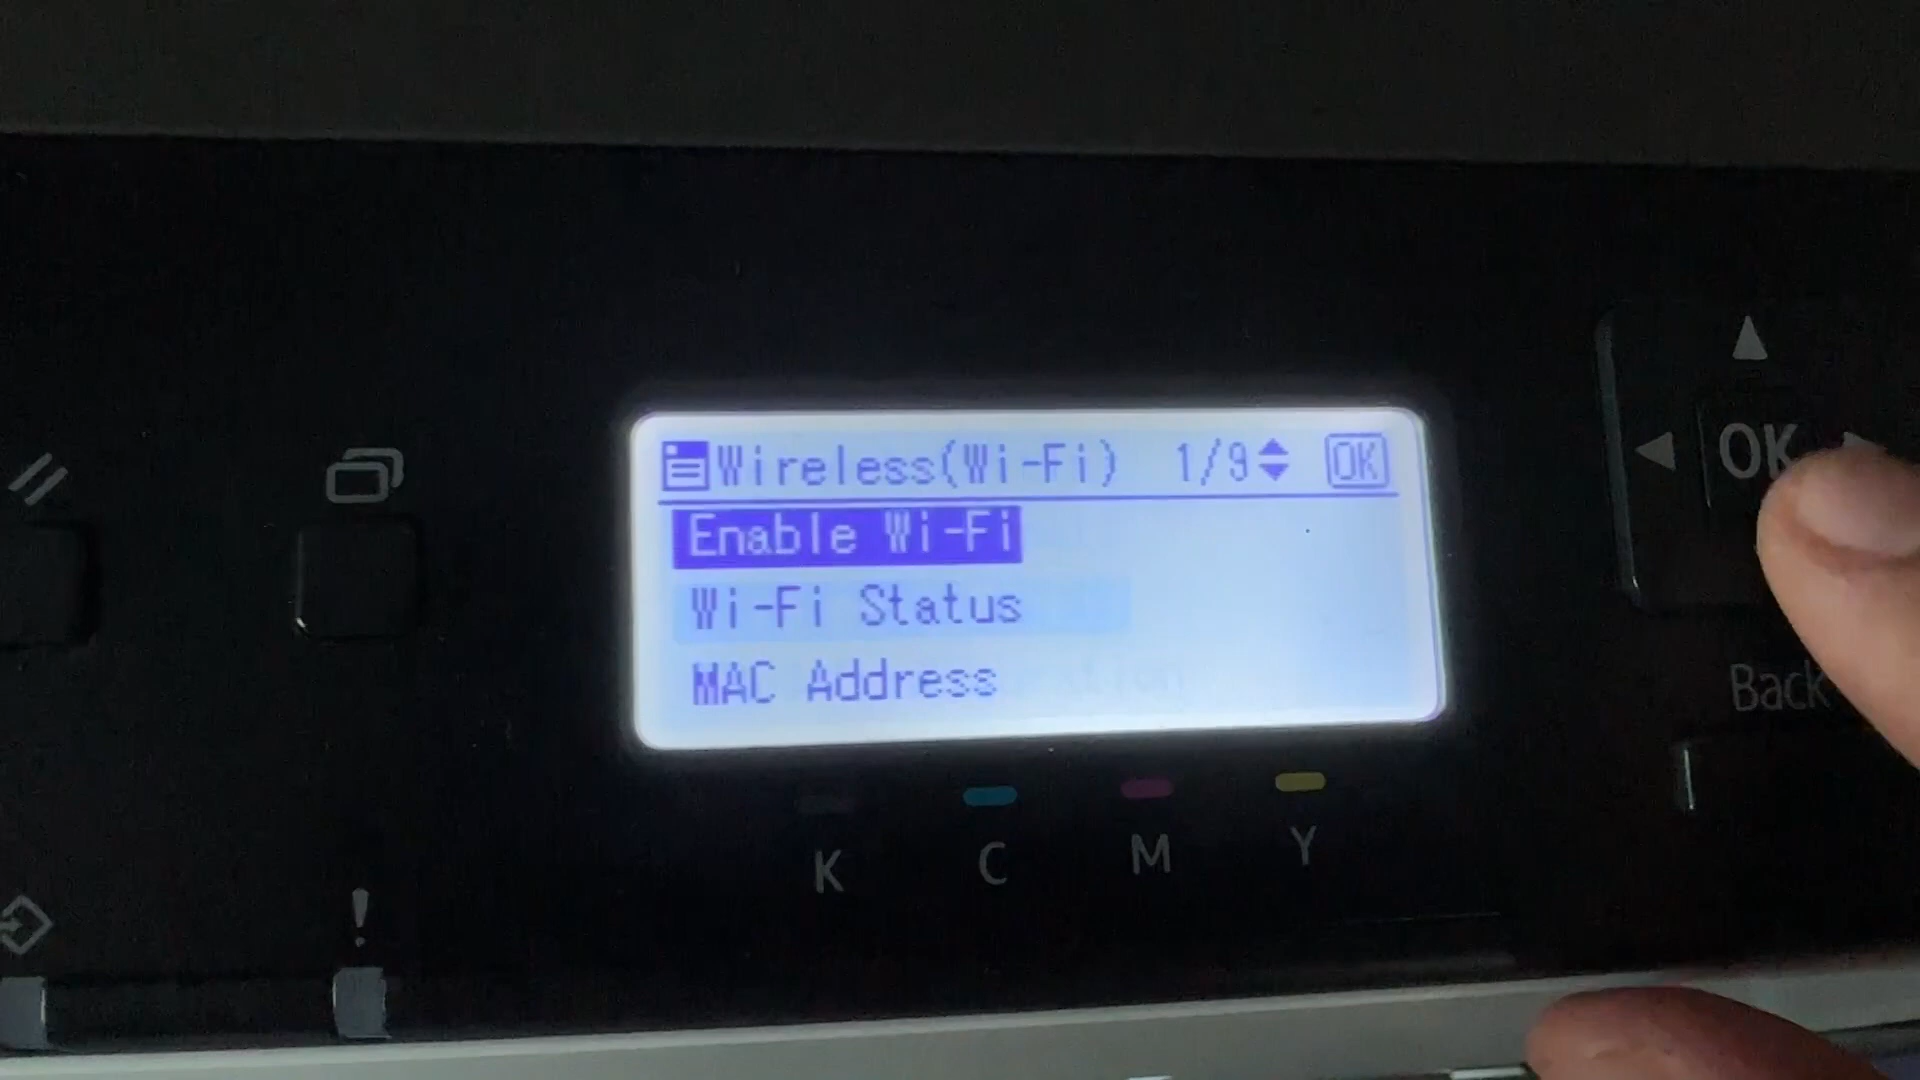 Wireless(Wi-Fi) 1/9 OK
Enable Wi-Fi
Wi-Fi Status
MAC Address
OK
Back
K C M Y
!